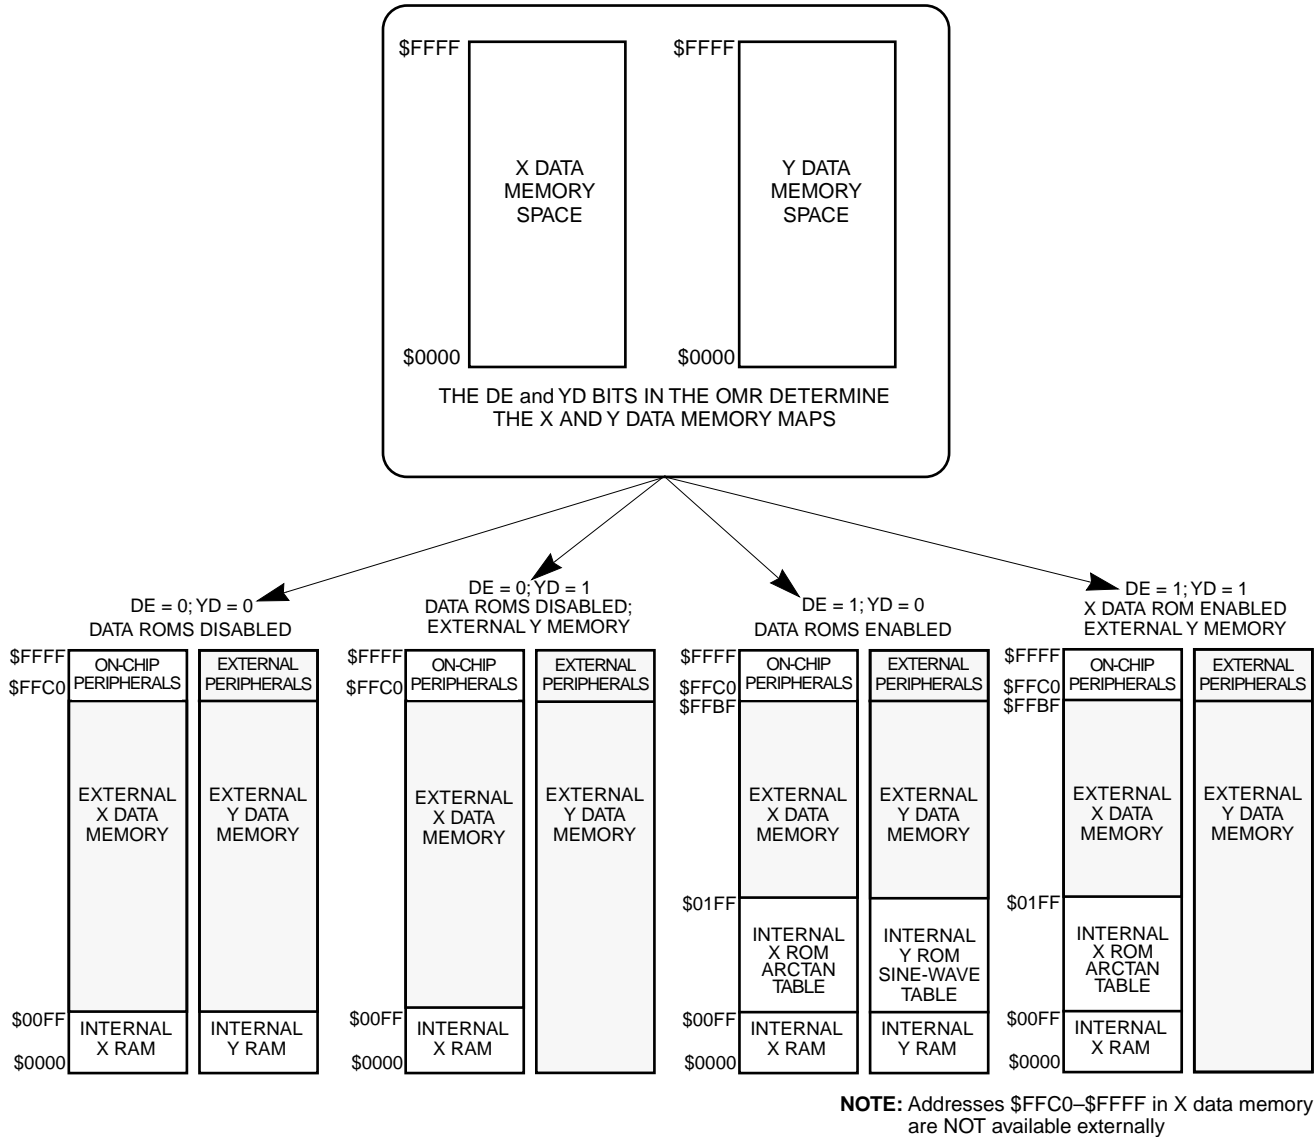 $FFFF
$FFFF
X DATA
MEMORY
SPACE
Y DATA
MEMORY
SPACE
$0000
$0000
THE DE and YD BITS IN THE OMR DETERMINE
THE X AND Y DATA MEMORY MAPS
DE = 0; YD = 0
DATA ROMS DISABLED
$FFFF
$FFC0
ON-CHIP
PERIPHERALS
EXTERNAL
PERIPHERALS
EXTERNAL
X DATA
MEMORY
EXTERNAL
Y DATA
MEMORY
$00FF
INTERNAL
X RAM
INTERNAL
Y RAM
$0000
DE = 0; YD = 1
DATA ROMS DISABLED;
EXTERNAL Y MEMORY
$FFFF
$FFC0
ON-CHIP
PERIPHERALS
EXTERNAL
PERIPHERALS
EXTERNAL
X DATA
MEMORY
EXTERNAL
Y DATA
MEMORY
$00FF
INTERNAL
X RAM
$0000
DE = 1; YD = 0
DATA ROMS ENABLED
$FFFF
$FFC0
$FFBF
ON-CHIP
PERIPHERALS
EXTERNAL
PERIPHERALS
EXTERNAL
X DATA
MEMORY
EXTERNAL
Y DATA
MEMORY
$01FF
INTERNAL
X ROM
ARCTAN
TABLE
INTERNAL
Y ROM
SINE-WAVE
TABLE
$00FF
INTERNAL
X RAM
INTERNAL
Y RAM
$0000
DE = 1; YD = 1
X DATA ROM ENABLED
EXTERNAL Y MEMORY
$FFFF
$FFC0
$FFBF
ON-CHIP
PERIPHERALS
EXTERNAL
PERIPHERALS
EXTERNAL
X DATA
MEMORY
EXTERNAL
Y DATA
MEMORY
$01FF
INTERNAL
X ROM
ARCTAN
TABLE
$00FF
INTERNAL
X RAM
$0000
NOTE: Addresses $FFC0–$FFFF in X data memory
are NOT available externally